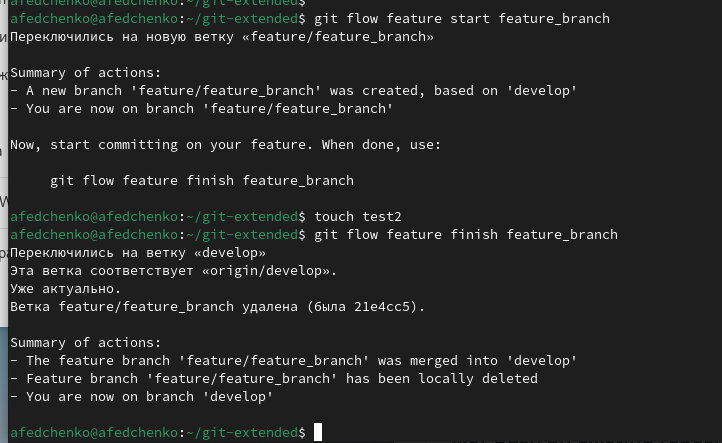 afedchenko@afedchenko:~/git-extended$
afedchenko@afedchenko:~/git-extended$ git flow feature start feature_branch
Переключились на новую ветку «feature/feature_branch»
Summary of actions:
- A new branch 'feature/feature_branch' was created, based on 'develop'
- You are now on branch 'feature/feature_branch'
Now, start committing on your feature. When done, use:
git flow feature finish feature_branch
afedchenko@afedchenko:~/git-extended$ touch test2
afedchenko@afedchenko:~/git-extended$ git flow feature finish feature_branch
Переключились на ветку «develop»
Эта ветка соответствует «origin/develop».
Уже актуально.
Ветка feature/feature_branch удалена (была 21e4cc5).
Summary of actions:
- The feature branch 'feature/feature_branch' was merged into 'develop'
- Feature branch 'feature/feature_branch' has been locally deleted
- You are now on branch 'develop'
afedchenko@afedchenko:~/git-extended$